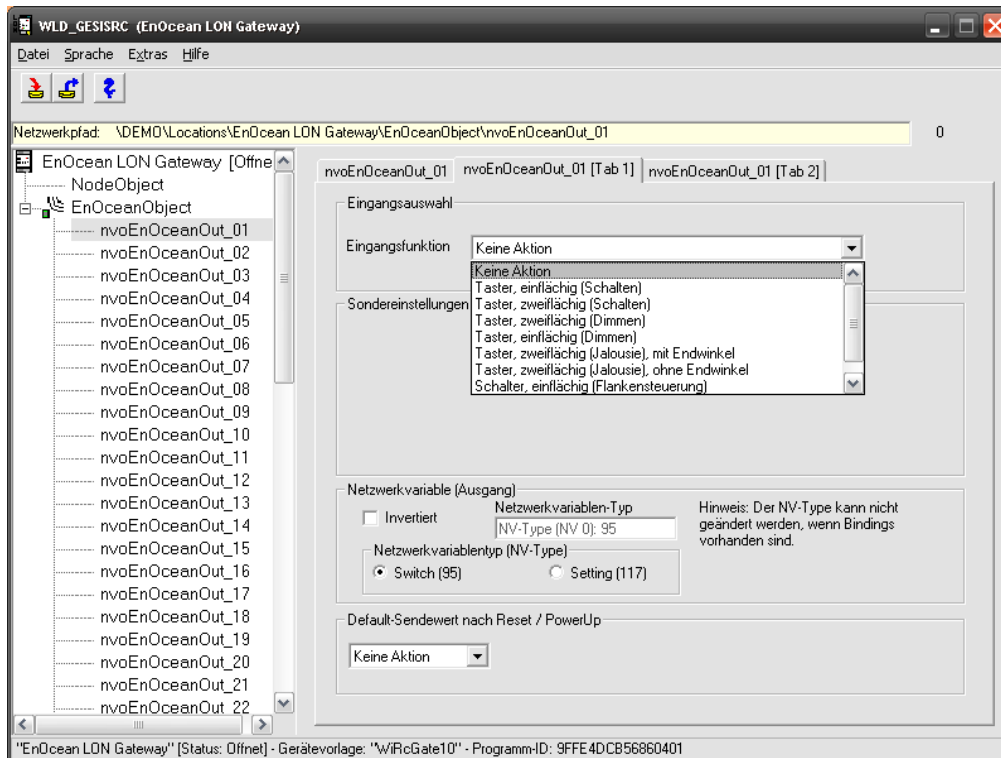 WLD_GESISRC (EnOcean LON Gateway)
Datei Sprache Extras Hilfe
Netzwerkpfad: \DEMO\Locations\EnOcean LON Gateway\EnOceanObject\nvoEnOceanOut_01
0
EnOcean LON Gateway [Offne
NodeObject
EnOceanObject
nvoEnOceanOut_01
nvoEnOceanOut_02
nvoEnOceanOut_03
nvoEnOceanOut_04
nvoEnOceanOut_05
nvoEnOceanOut_06
nvoEnOceanOut_07
nvoEnOceanOut_08
nvoEnOceanOut_09
nvoEnOceanOut_10
nvoEnOceanOut_11
nvoEnOceanOut_12
nvoEnOceanOut_13
nvoEnOceanOut_14
nvoEnOceanOut_15
nvoEnOceanOut_16
nvoEnOceanOut_17
nvoEnOceanOut_18
nvoEnOceanOut_19
nvoEnOceanOut_20
nvoEnOceanOut_21
nvoEnOceanOut_22
nvoEnOceanOut_01 nvoEnOceanOut_01 [Tab 1] nvoEnOceanOut_01 [Tab 2]
Eingangsauswahl
Eingangsfunktion Keine Aktion
Keine Aktion
Taster, einflächig (Schalten)
Taster, zweiflächig (Schalten)
Taster, zweiflächig (Dimmen)
Taster, einflächig (Dimmen)
Taster, zweiflächig (Jalousie), mit Endwinkel
Taster, zweiflächig (Jalousie), ohne Endwinkel
Schalter, einflächig (Flankensteuerung)
Sondereinstellungen
Netzwerkvariable (Ausgang)
Invertiert
Netzwerkvariablen-Typ
NV-Type (NV 0): 95
Netzwerkvariablentyp (NV-Type)
Switch (95) Setting (117)
Hinweis: Der NV-Type kann nicht
geändert werden, wenn Bindings
vorhanden sind.
Default-Sendewert nach Reset / PowerUp
Keine Aktion
"EnOcean LON Gateway" [Status: Offnet] - Gerätevorlage: "WiRcGate10" - Programm-ID: 9FFE4DCB56860401